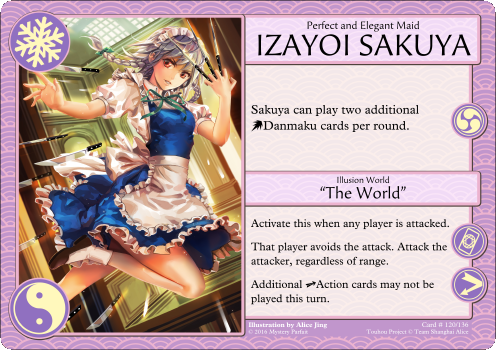 Perfect and Elegant Maid
IZAYOI SAKUYA
Sakuya can play two additional
Danmaku cards per round.
Illusion World
“The World”
Activate this when any player is attacked.
That player avoids the attack. Attack the
attacker, regardless of range.
Additional Action cards may not be
played this turn.
Illustration by Alice Jing
Card # 120/136
© 2016 Mystery Parfait
Touhou Project © Team Shanghai Alice